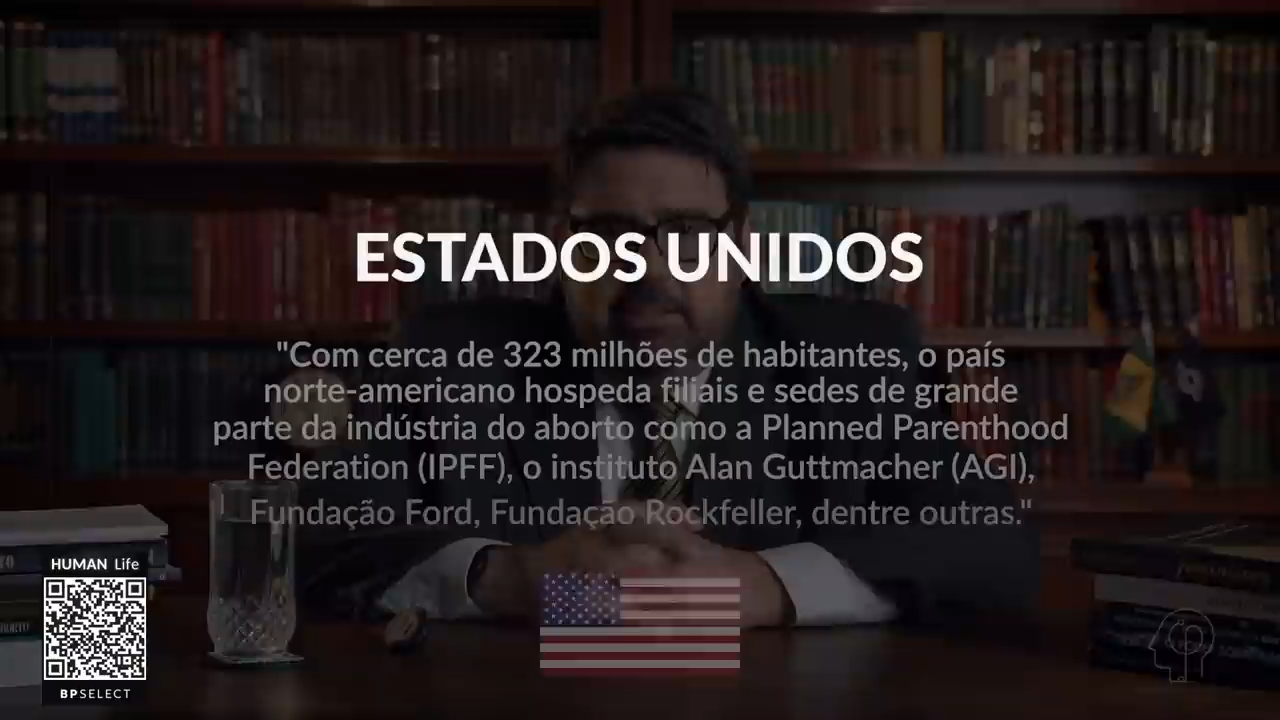 ESTADOS UNIDOS
"Com cerca de 323 milhões de habitantes, o país
norte-americano hospeda filiais e sedes de grande
parte da indústria do aborto como a Planned Parenthood
Federation (IPFF), o instituto Alan Guttmacher (AGI),
Fundação Ford, Fundação Rockfeller, dentre outras."
HUMAN Life
BPSELECT